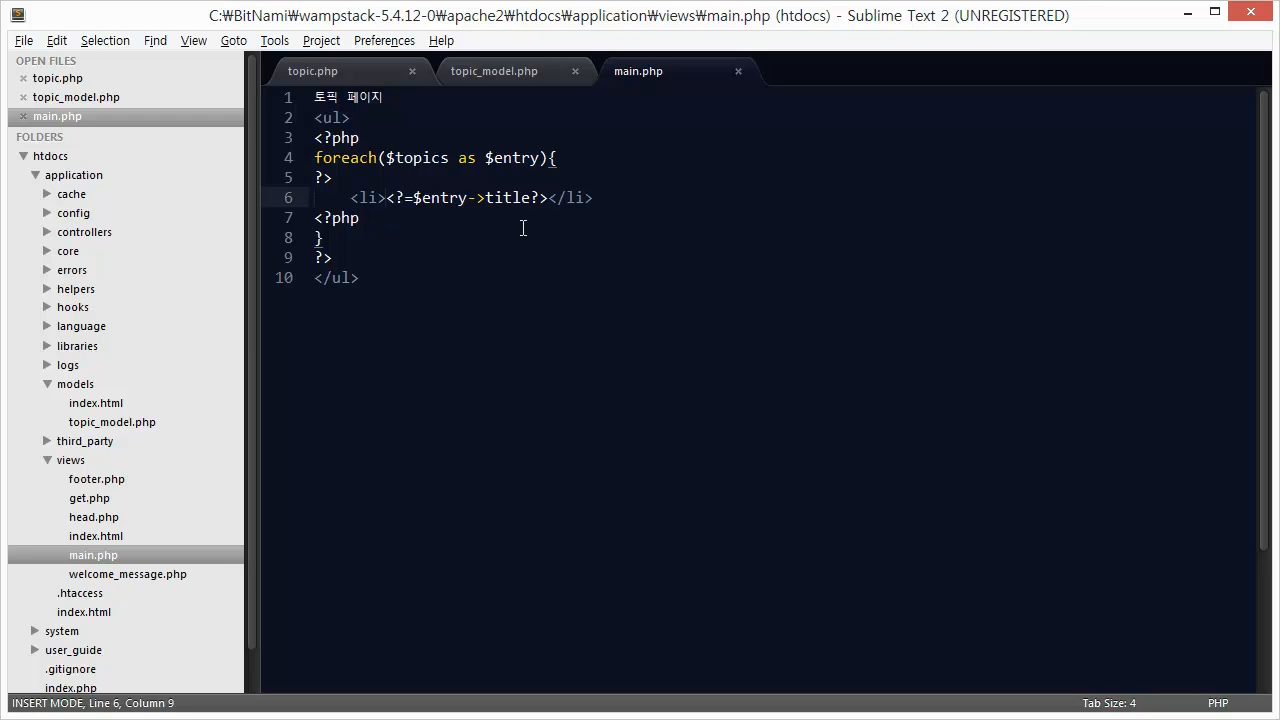 C:₩BitNami₩wampstack-5.4.12-0₩apache2₩htdocs₩application₩views₩main.php (htdocs) - Sublime Text 2 (UNREGISTERED)
File Edit Selection Find View Goto Tools Project Preferences Help
OPEN FILES
topic.php
topic_model.php
main.php
FOLDERS
htdocs
application
cache
config
controllers
core
errors
helpers
hooks
language
libraries
logs
models
index.html
topic_model.php
third_party
views
footer.php
get.php
head.php
index.html
main.php
welcome_message.php
.htaccess
index.html
system
user_guide
.gitignore
index.php
topic.php topic_model.php main.php
1 토픽 페이지
2 <ul>
3 <?php
4 foreach($topics as $entry){
5 ?>
6 <li><?=$entry->title?></li>
7 <?php
8 }
9 ?>
10 </ul>
INSERT MODE, Line 6, Column 9 Tab Size: 4 PHP